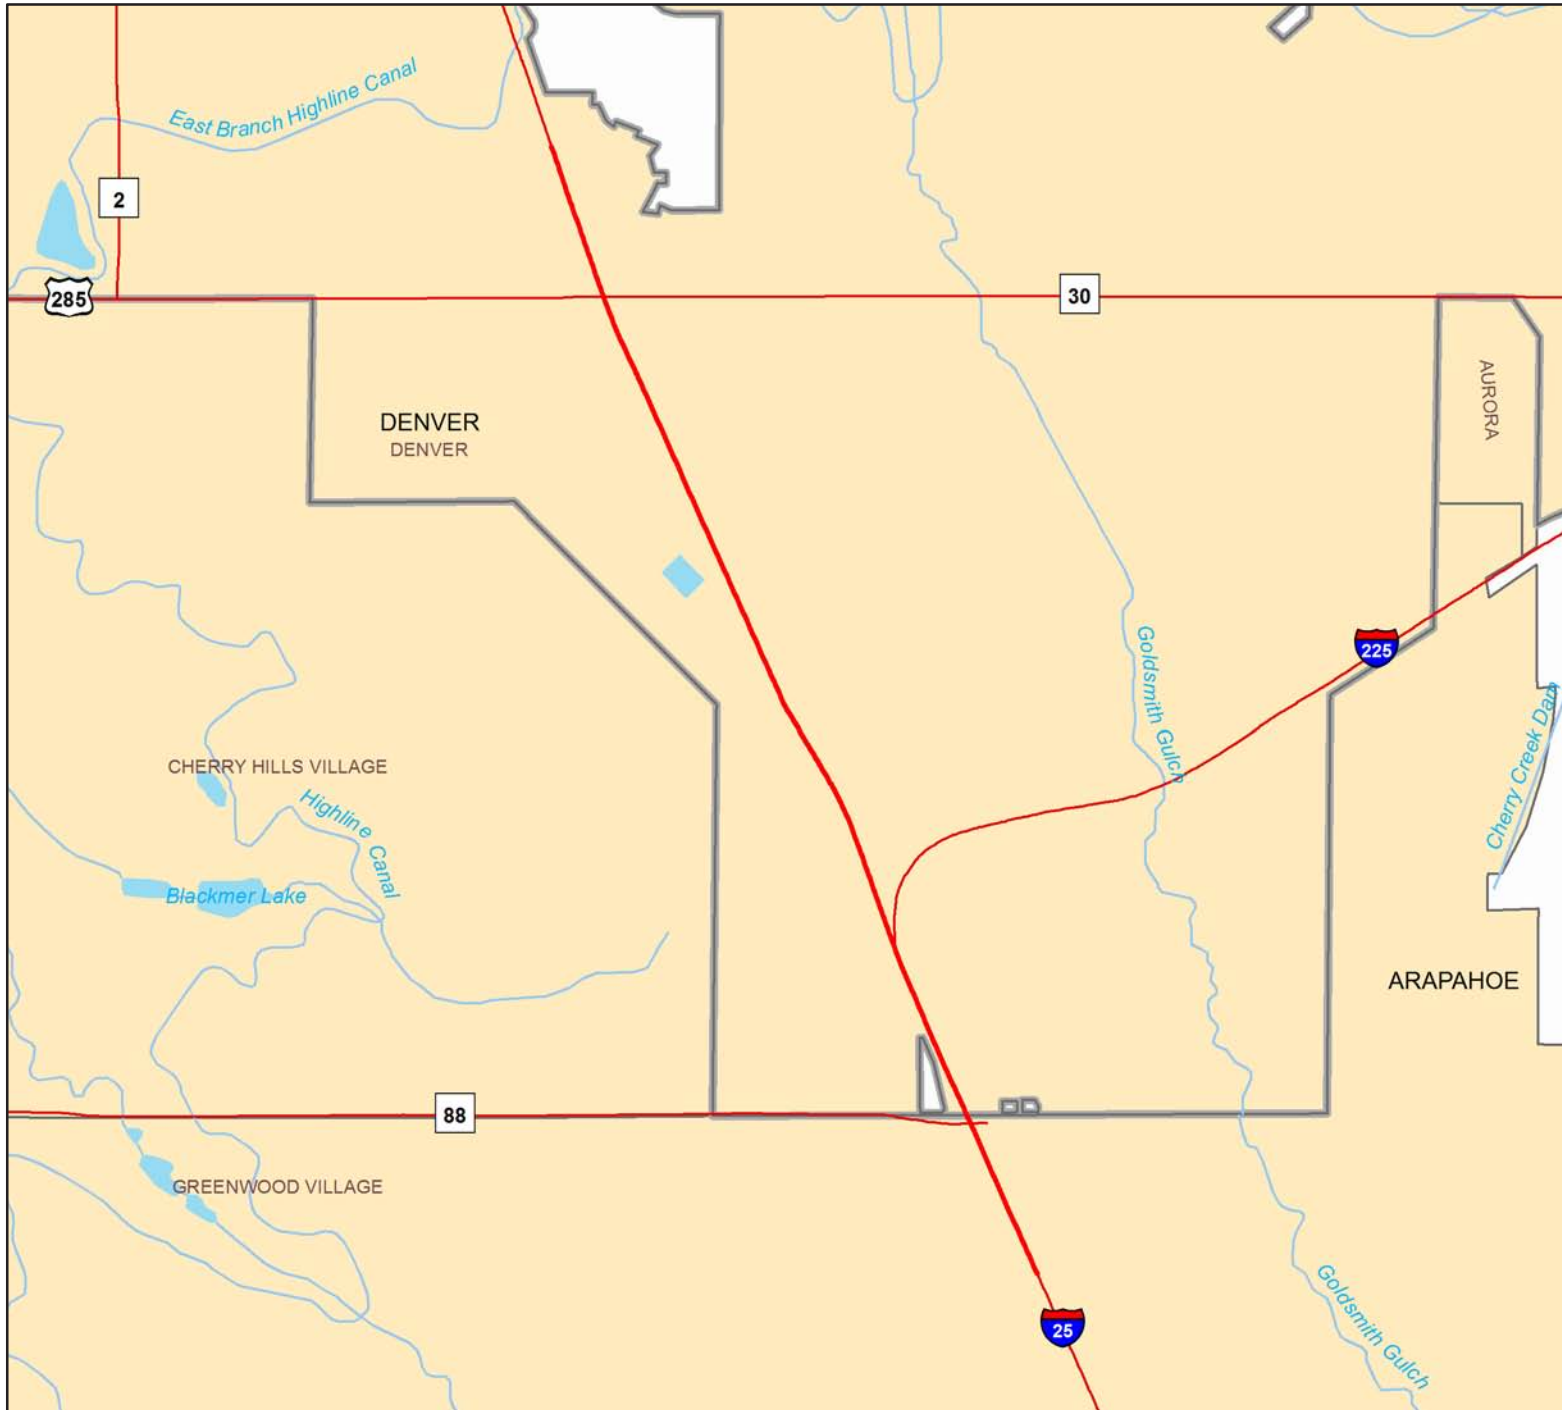 East Branch Highline Canal
2
285
30
AURORA
DENVER
DENVER
225
Goldsmith Gulch
Cherry Creek Dam
CHERRY HILLS VILLAGE
Highline Canal
Blackmer Lake
ARAPAHOE
88
GREENWOOD VILLAGE
Goldsmith Gulch
25